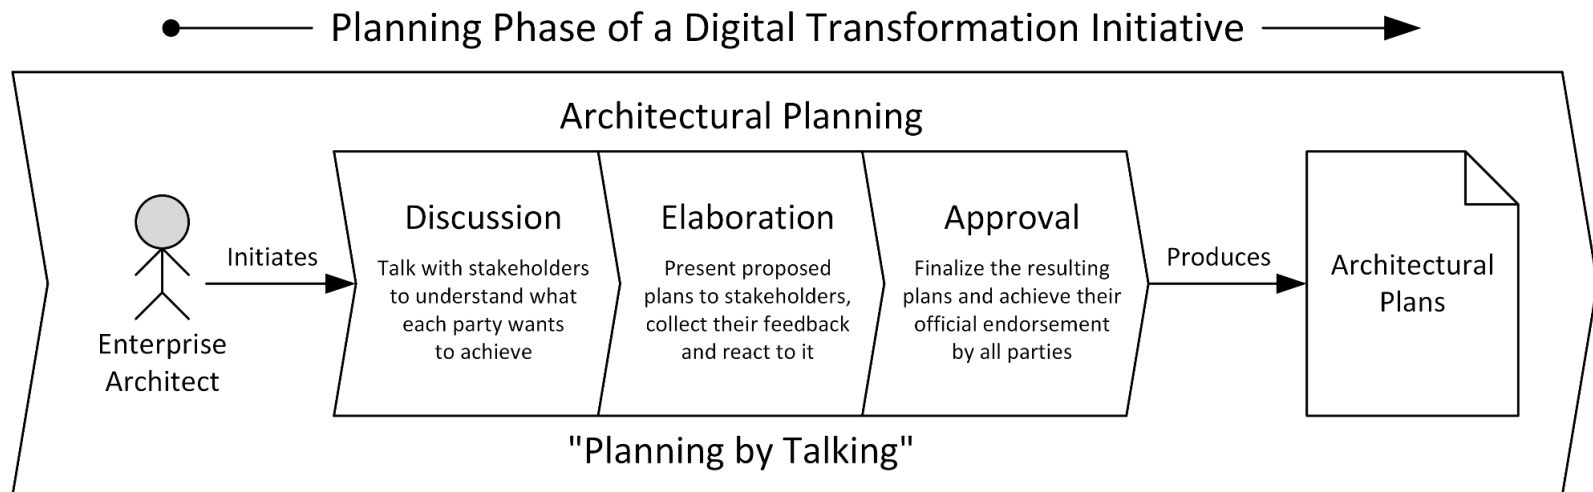 Planning Phase of a Digital Transformation Initiative
Architectural Planning
Enterprise
Architect
Initiates
Discussion
Talk with stakeholders
to understand what
each party wants
to achieve
Elaboration
Present proposed
plans to stakeholders,
collect their feedback
and react to it
Approval
Finalize the resulting
plans and achieve their
official endorsement
by all parties
Produces
Architectural
Plans
"Planning by Talking"